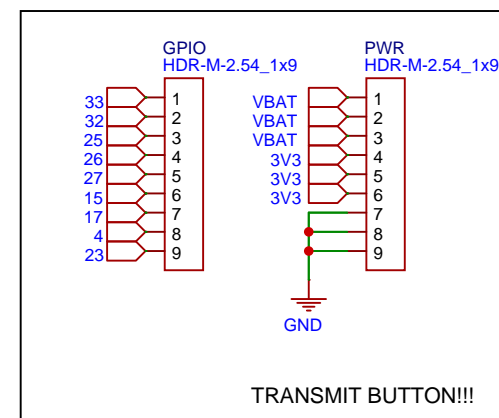 GPIO
HDR-M-2.54_1x9
33 1
32 2
25 3
26 4
27 5
15 6
17 7
4 8
23 9
PWR
HDR-M-2.54_1x9
VBAT 1
VBAT 2
VBAT 3
3V3 4
3V3 5
3V3 6
7
8
9
GND
TRANSMIT BUTTON!!!